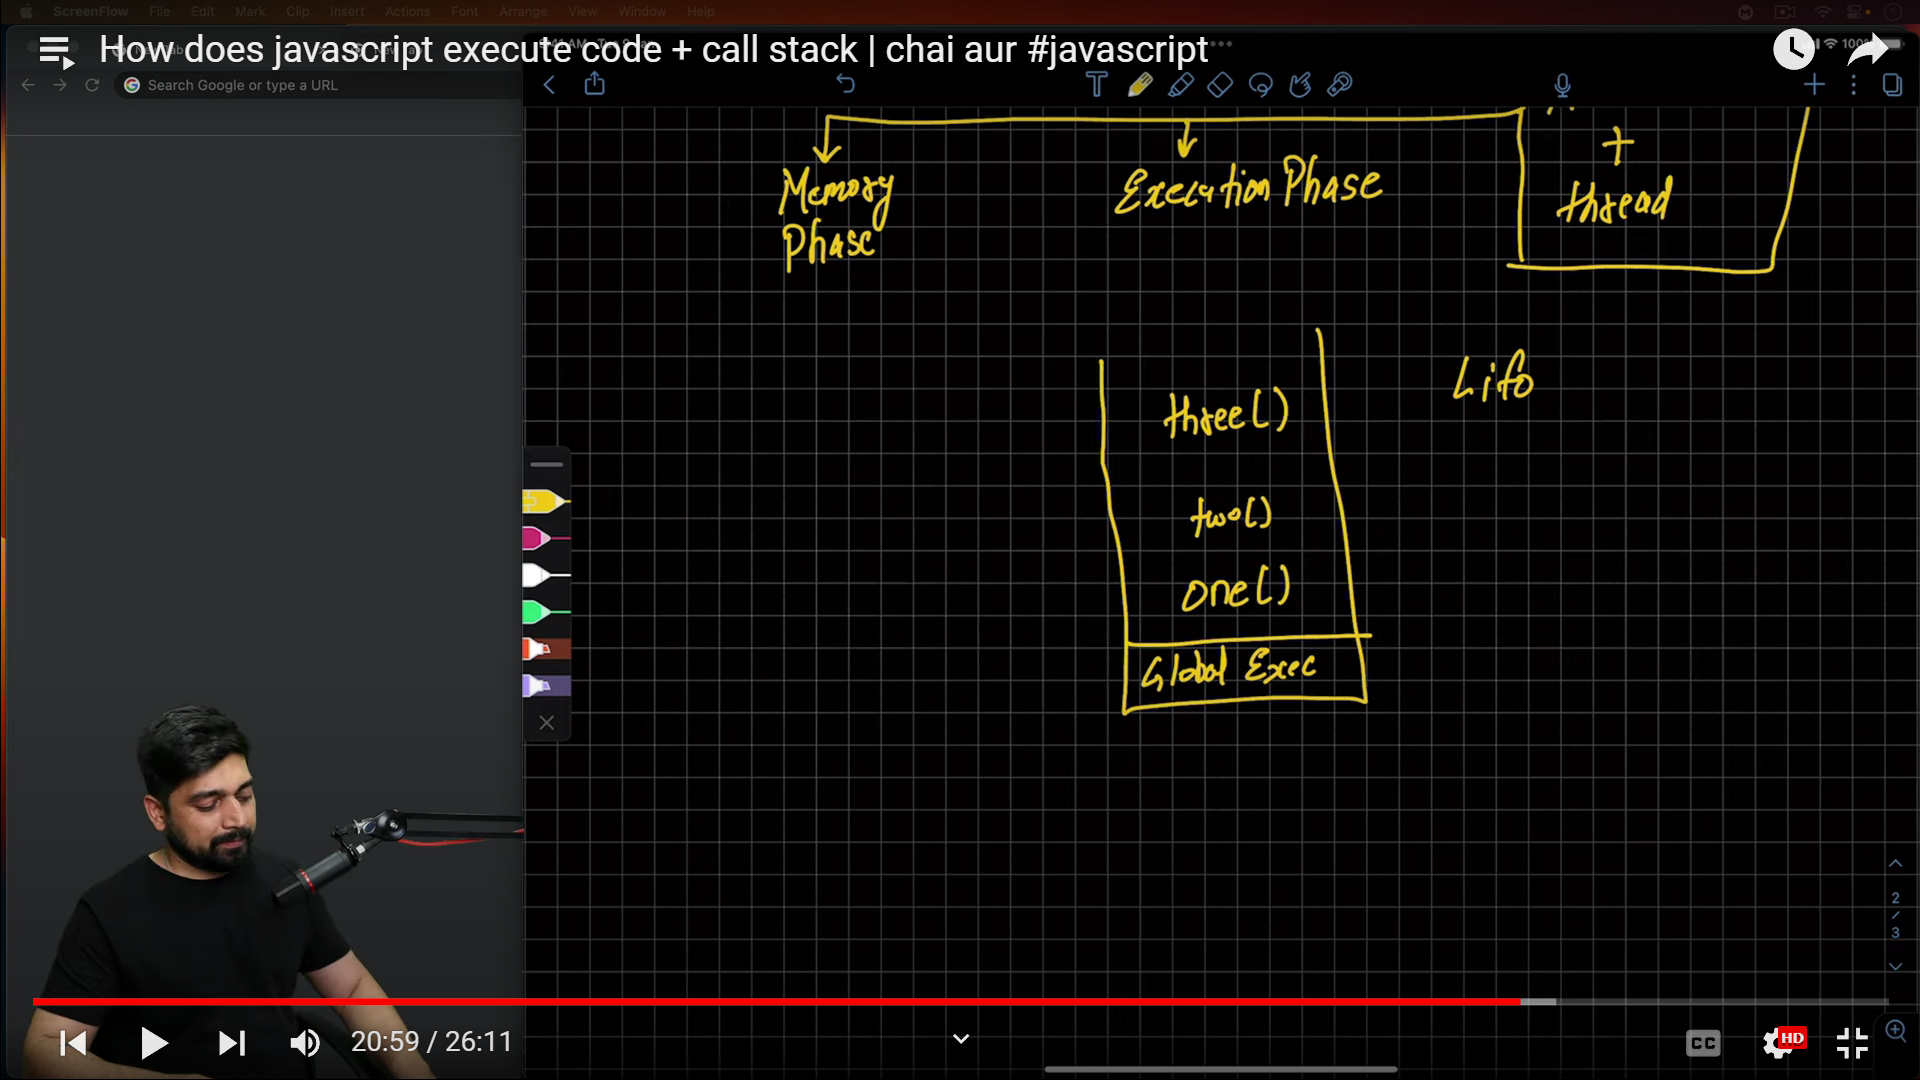 ScreenFlow File Edit Mark Clip Insert Actions Font Arrange View Window Help
How does javascript execute code + call stack | chai aur #javascript
100%
Search Google or type a URL
+
Memory
Phase
Execution Phase
thread
Lifo
three()
two()
one()
Global Exec
2
/
3
20:59 / 26:11
CC
HD